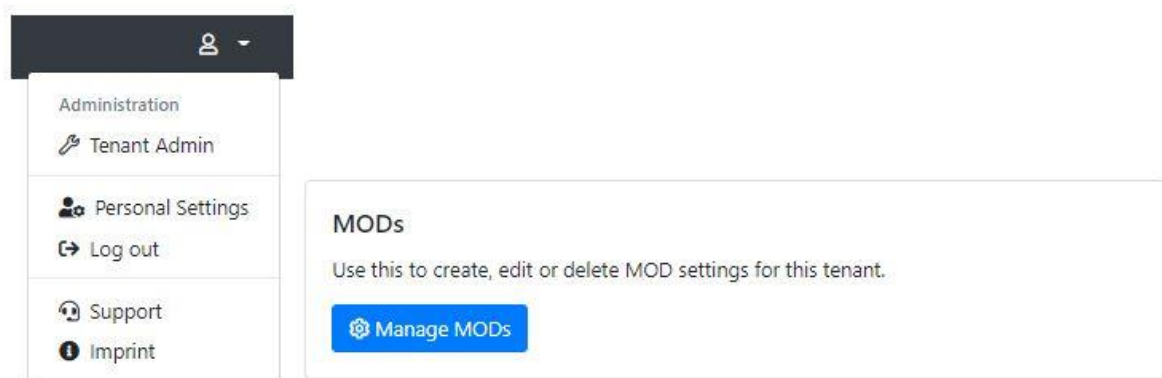 Administration
Tenant Admin
Personal Settings
Log out
Support
Imprint
MODs
Use this to create, edit or delete MOD settings for this tenant.
Manage MODs